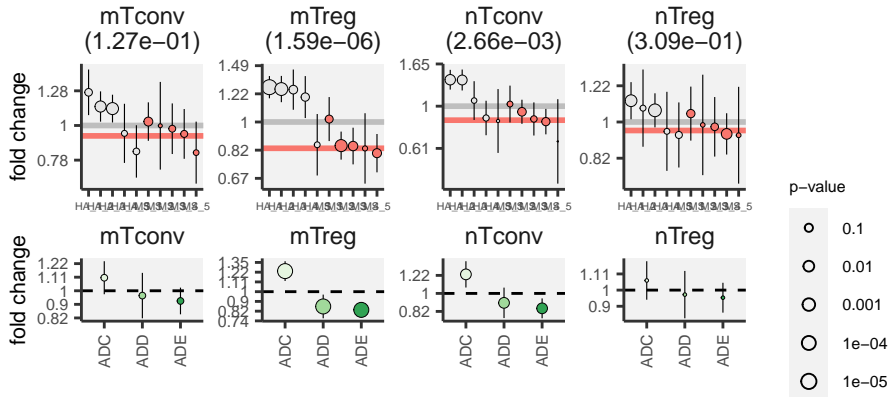 mTconv
(1.27e−01)
mTreg
(1.59e−06)
nTconv
(2.66e−03)
nTreg
(3.09e−01)
fold change
1.28
1
0.78
1.49
1.22
1
0.82
0.67
1.65
1
0.61
1.22
1
0.82
mTconv
mTreg
nTconv
nTreg
fold change
1.22
1.11
1
0.9
0.82
1.35
1.22
1.11
1
0.9
0.82
0.74
1.22
1
0.82
1.11
1
0.9
ADC
ADD
ADE
ADC
ADD
ADE
ADC
ADD
ADE
ADC
ADD
ADE
p−value
0.1
0.01
0.001
1e−04
1e−05